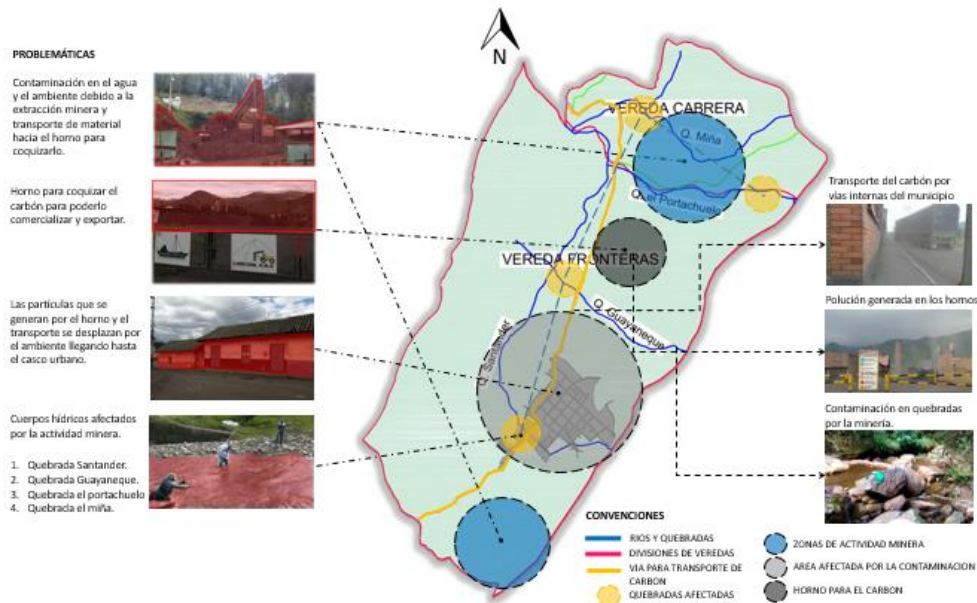 PROBLEMÁTICAS
Contaminación en el agua
y el ambiente debido a la
extracción minera y
transporte de material
hacia el horno para
coquizarlo.
Horno para coquizar el
carbón para poderlo
comercializar y exportar.
Las partículas que se
generan por el horno y el
transporte se desplazan por
el ambiente llegando hasta
el casco urbano.
Cuerpos hídricos afectados
por la actividad minera.
1. Quebrada Santander.
2. Quebrada Guayaneque.
3. Quebrada el portachuelo
4. Quebrada el miña.
N
VEREDA CABRERA
Q. Miña
Q. el Portachuelo
VEREDA FRONTERAS
Q. Guayaneque
Q. Santander
Transporte del carbón por
vías internas del municipio
Polución generada en los hornos
Contaminación en quebradas
por la minería.
CONVENCIONES
RIOS Y QUEBRADAS
DIVISIONES DE VEREDAS
VIA PARA TRANSPORTE DE
CARBON
QUEBRADAS AFECTADAS
ZONAS DE ACTIVIDAD MINERA
AREA AFECTADA POR LA CONTAMINACION
HORNO PARA EL CARBON